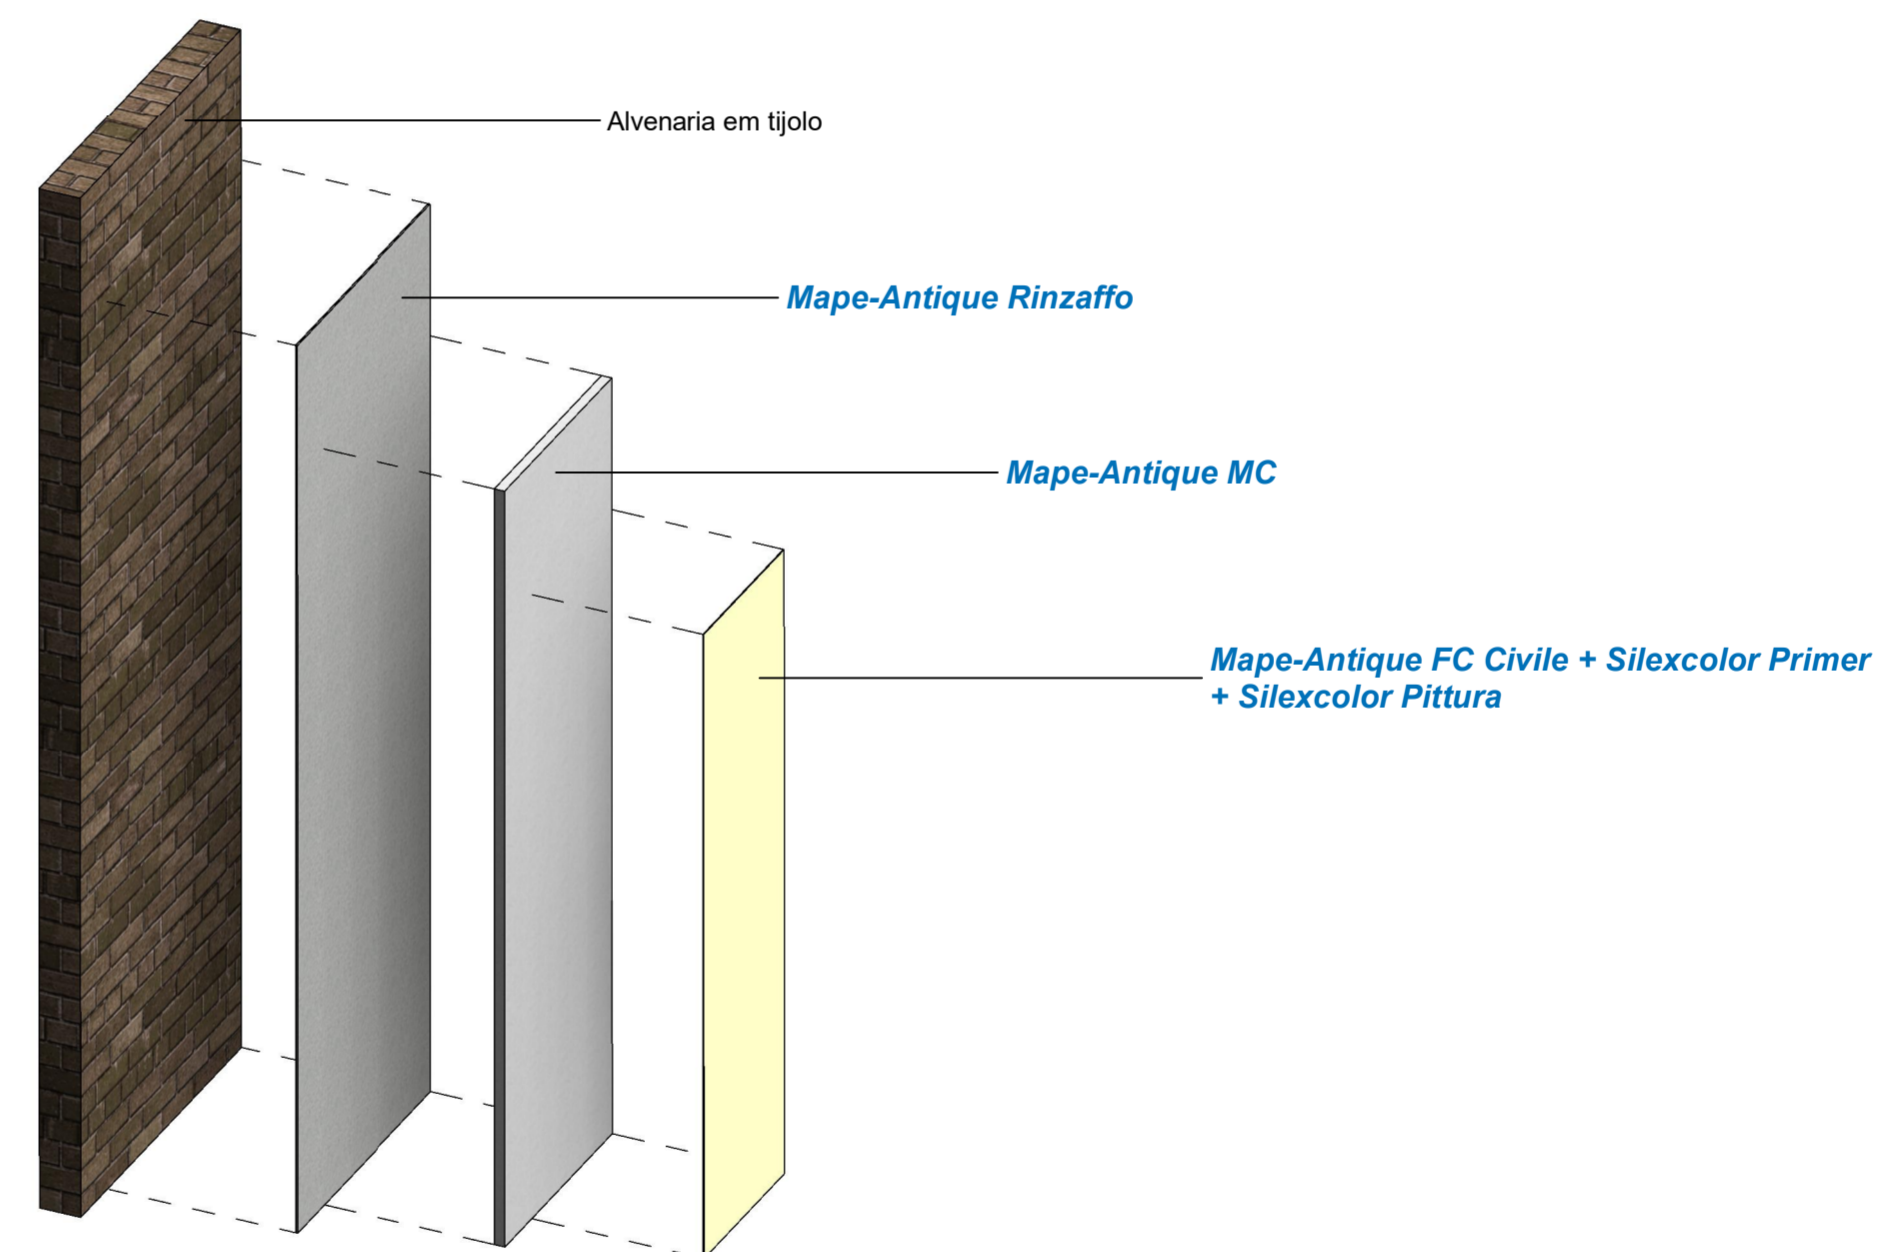 Alvenaria em tijolo
Mape-Antique Rinzaffo
Mape-Antique MC
Mape-Antique FC Civile + Silexcolor Primer
+ Silexcolor Pittura